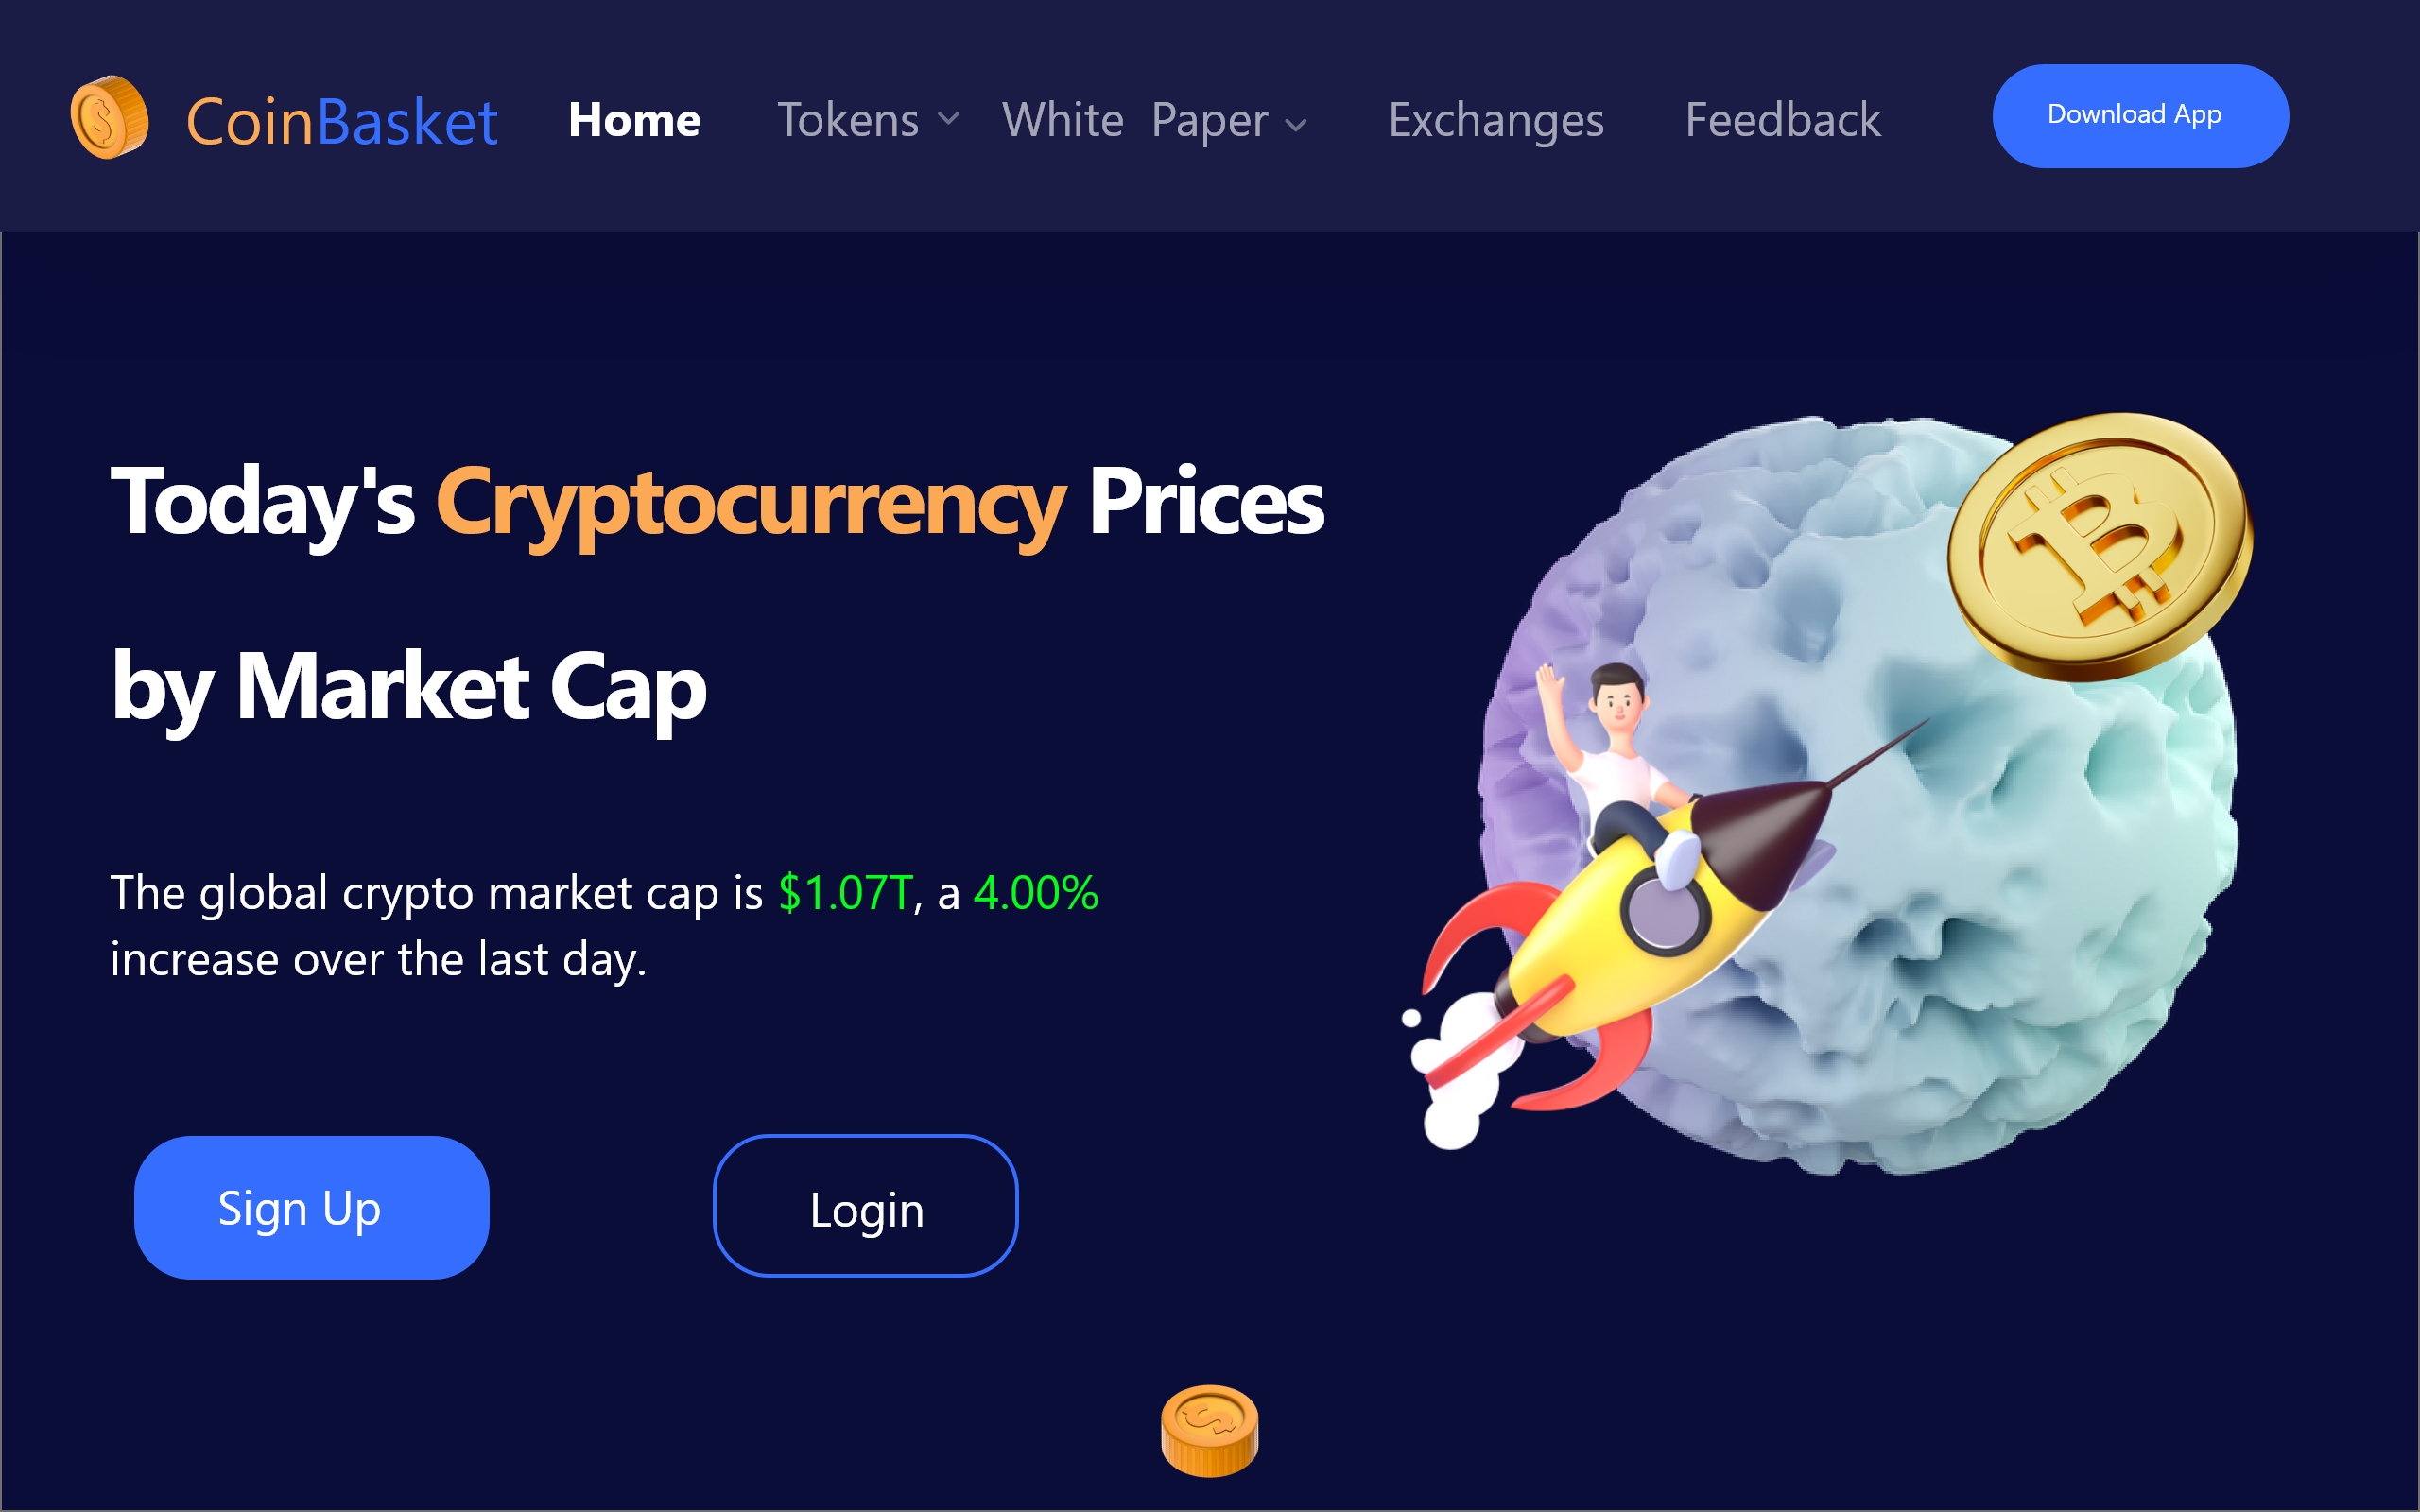 CoinBasket Home Tokens White Paper Exchanges Feedback Download App
Today's Cryptocurrency Prices
by Market Cap
The global crypto market cap is $1.07T, a 4.00%
increase over the last day.
Sign Up Login